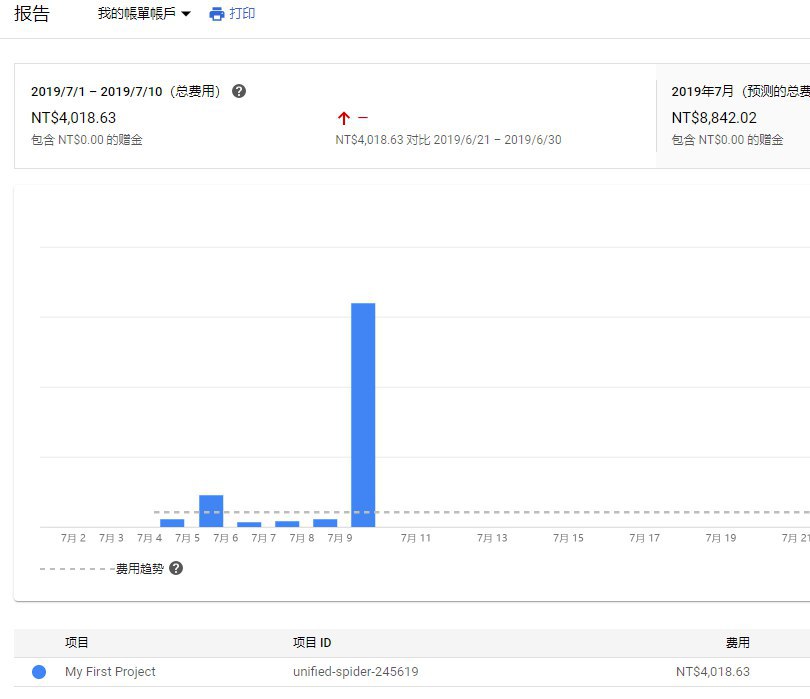 报告 我的帳單帳戶 打印
2019/7/1 – 2019/7/10（总费用） ?
NT$4,018.63
包含 NT$0.00 的赠金
↑ –
NT$4,018.63 对比 2019/6/21 – 2019/6/30
2019年7月（预测的总费
NT$8,842.02
包含 NT$0.00 的赠金
7月 2 7月 3 7月 4 7月 5 7月 6 7月 7 7月 8 7月 9 7月 11 7月 13 7月 15 7月 17 7月 19 7月 21
费用趋势 ?
项目 项目 ID 费用
My First Project unified-spider-245619 NT$4,018.63